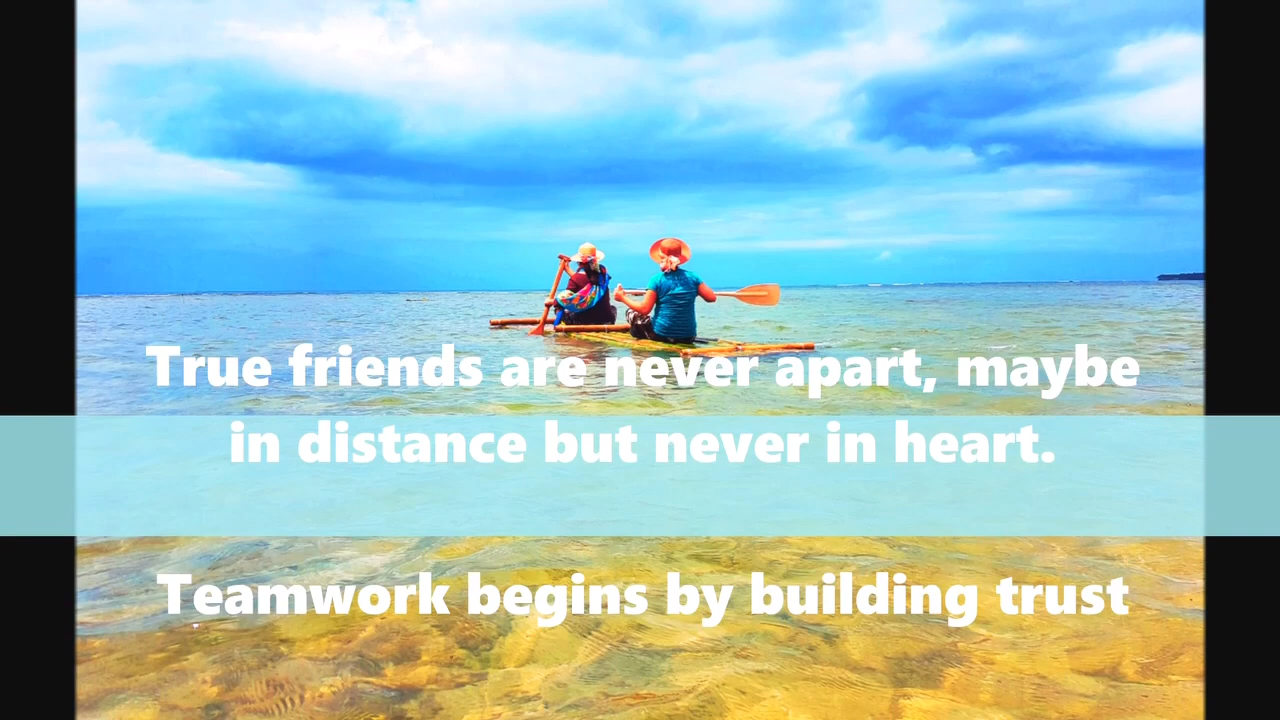 True friends are never apart, maybe
in distance but never in heart.
Teamwork begins by building trust